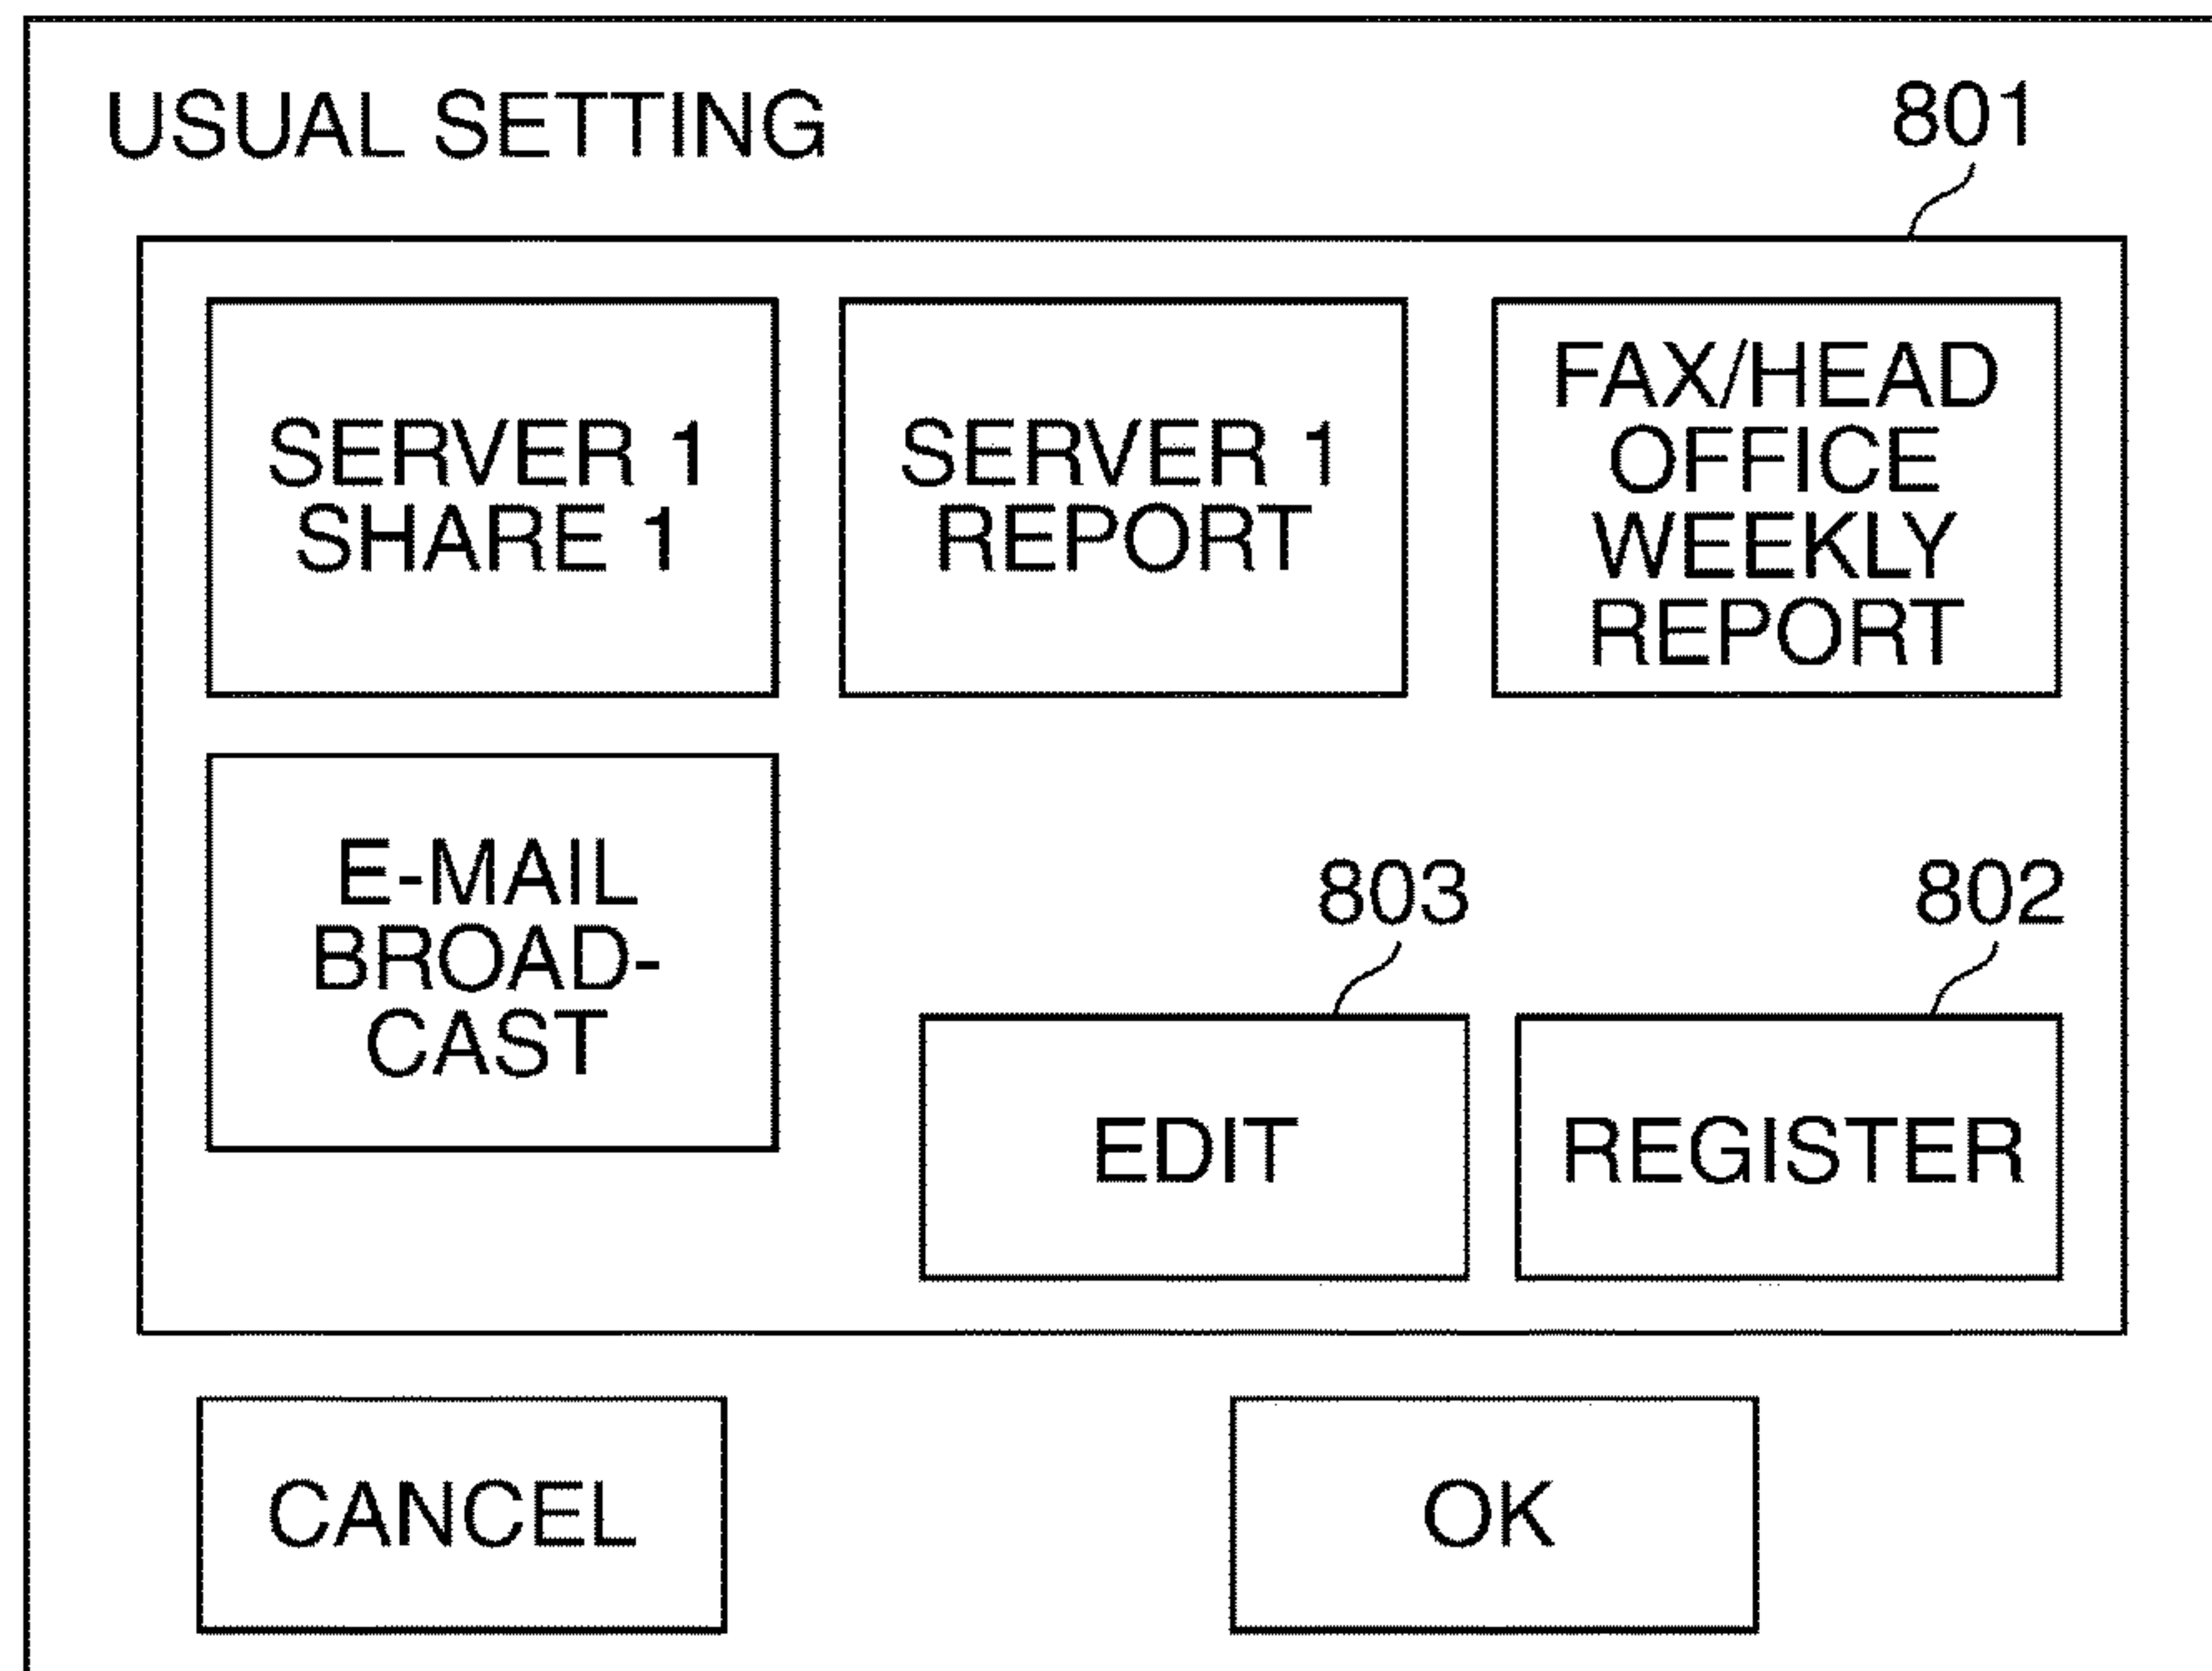 USUAL SETTING
801
SERVER 1
SHARE 1
SERVER 1
REPORT
FAX/HEAD
OFFICE
WEEKLY
REPORT
E-MAIL
BROAD-
CAST
803
802
EDIT
REGISTER
CANCEL
OK